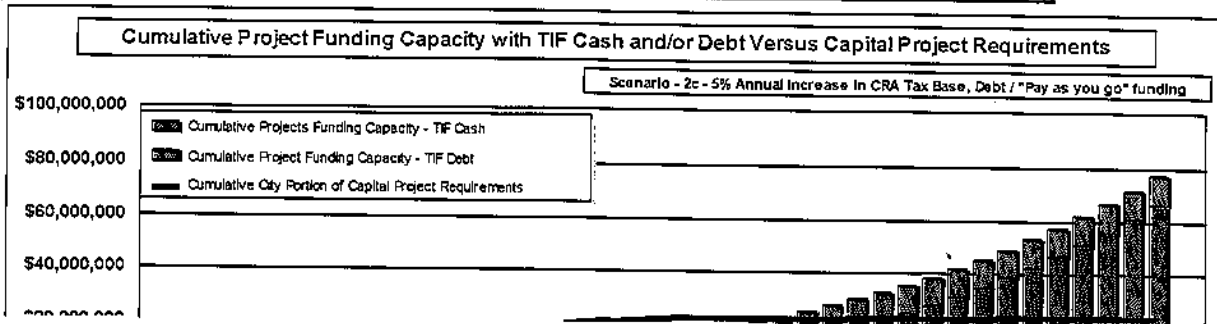 Cumulative Project Funding Capacity with TIF Cash and/or Debt Versus Capital Project Requirements
Scenario - 2c - 5% Annual Increase in CRA Tax Base, Debt / "Pay as you go" funding
$100,000,000
Cumulative Projects Funding Capacity - TIF Cash
$80,000,000
Cumulative Project Funding Capacity - TIF Debt
Cumulative City Portion of Capital Project Requirements
$60,000,000
$40,000,000